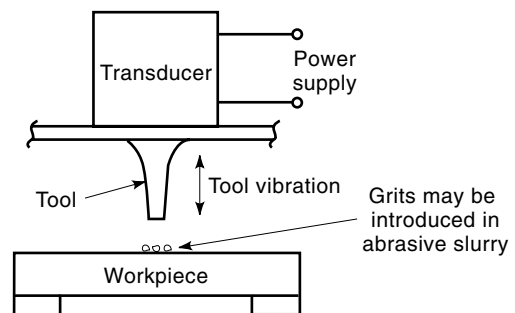 Transducer
Power
supply
Tool
Tool vibration
Grits may be
introduced in
abrasive slurry
Workpiece